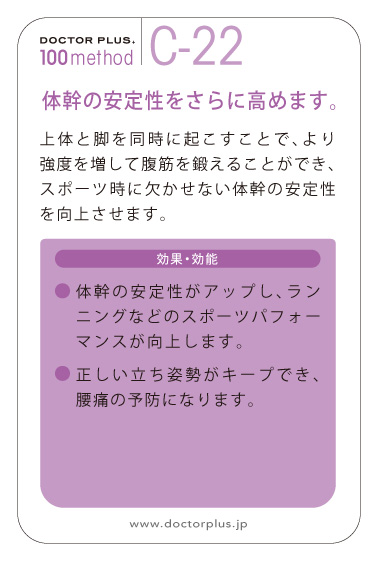 DOCTOR PLUS.
100method
C-22
体幹の安定性をさらに高めます。
上体と脚を同時に起こすことで、より
強度を増して腹筋を鍛えることができ、
スポーツ時に欠かせない体幹の安定性
を向上させます。
効果・効能
● 体幹の安定性がアップし、ラン
ニングなどのスポーツパフォー
マンスが向上します。
● 正しい立ち姿勢がキープでき、
腰痛の予防になります。
www.doctorplus.jp